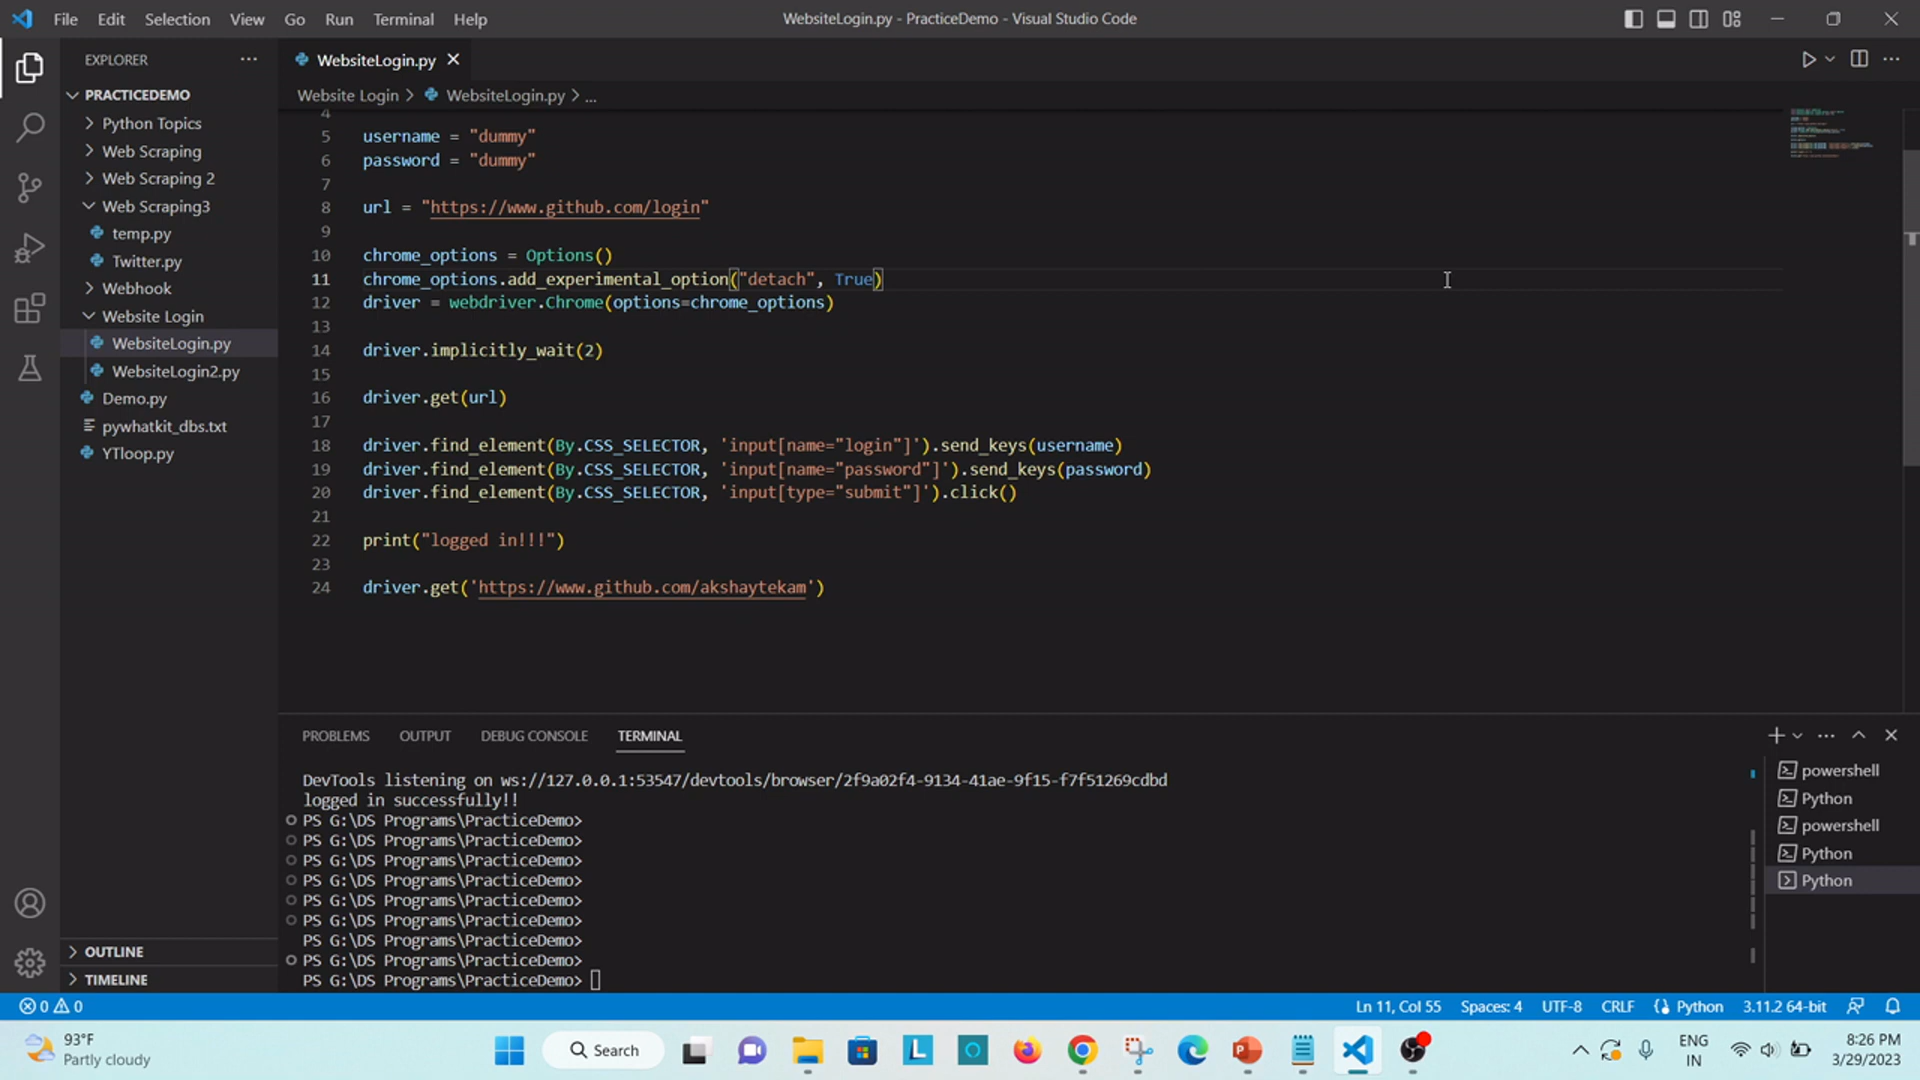 File Edit Selection View Go Run Terminal Help
WebsiteLogin.py - PracticeDemo - Visual Studio Code
EXPLORER
PRACTICEDEMO
Python Topics
Web Scraping
Web Scraping 2
Web Scraping3
temp.py
Twitter.py
Webhook
Website Login
WebsiteLogin.py
WebsiteLogin2.py
Demo.py
pywhatkit_dbs.txt
YTloop.py
OUTLINE
TIMELINE
WebsiteLogin.py
Website Login > WebsiteLogin.py > ...
4
5 username = "dummy"
6 password = "dummy"
7
8 url = "https://www.github.com/login"
9
10 chrome_options = Options()
11 chrome_options.add_experimental_option("detach", True)
12 driver = webdriver.Chrome(options=chrome_options)
13
14 driver.implicitly_wait(2)
15
16 driver.get(url)
17
18 driver.find_element(By.CSS_SELECTOR, 'input[name="login"]').send_keys(username)
19 driver.find_element(By.CSS_SELECTOR, 'input[name="password"]').send_keys(password)
20 driver.find_element(By.CSS_SELECTOR, 'input[type="submit"]').click()
21
22 print("logged in!!!")
23
24 driver.get('https://www.github.com/akshaytekam')
PROBLEMS OUTPUT DEBUG CONSOLE TERMINAL
DevTools listening on ws://127.0.0.1:53547/devtools/browser/2f9a02f4-9134-41ae-9f15-f7f51269cdbd
logged in successfully!!
PS G:\DS Programs\PracticeDemo>
PS G:\DS Programs\PracticeDemo>
PS G:\DS Programs\PracticeDemo>
PS G:\DS Programs\PracticeDemo>
PS G:\DS Programs\PracticeDemo>
PS G:\DS Programs\PracticeDemo>
PS G:\DS Programs\PracticeDemo>
PS G:\DS Programs\PracticeDemo>
PS G:\DS Programs\PracticeDemo>
powershell
Python
powershell
Python
Python
0 0
Ln 11, Col 55 Spaces: 4 UTF-8 CRLF Python 3.11.2 64-bit
93°F
Partly cloudy
Search
L
ENG
IN
8:26 PM
3/29/2023